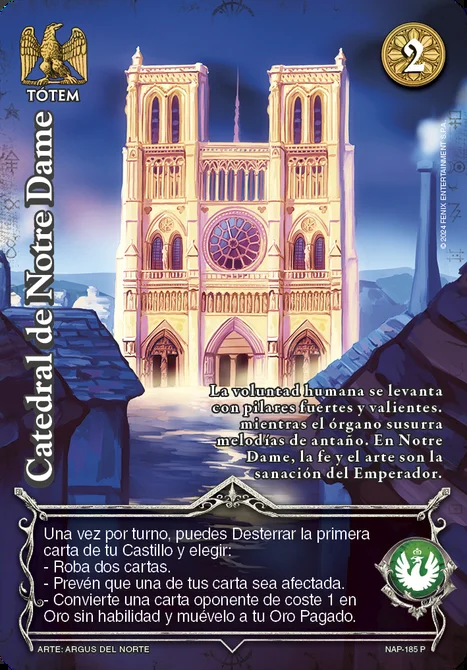 2
TÓTEM
Catedral de Notre Dame
© 2024 FENIX ENTERTAINMENT S.P.A.
La voluntad humana se levanta
con pilares fuertes y valientes.
mientras el órgano susurra
melodías de antaño. En Notre
Dame, la fe y el arte son la
sanación del Emperador.
Una vez por turno, puedes Desterrar la primera
carta de tu Castillo y elegir:
- Roba dos cartas.
- Prevén que una de tus carta sea afectada.
- Convierte una carta oponente de coste 1 en
Oro sin habilidad y muévelo a tu Oro Pagado.
ARTE: ARGUS DEL NORTE
NAP-185 P